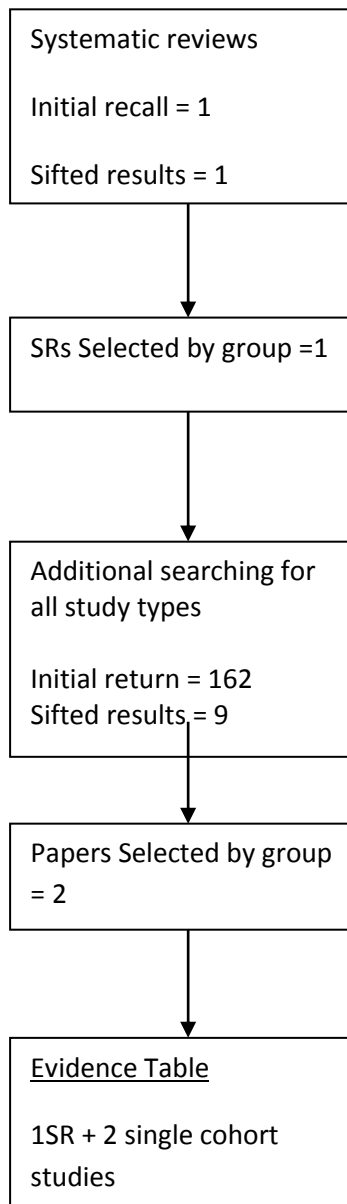 Systematic reviews
Initial recall = 1
Sifted results = 1
SRs Selected by group =1
Additional searching for
all study types
Initial return = 162
Sifted results = 9
Papers Selected by group
= 2
Evidence Table
1SR + 2 single cohort
studies